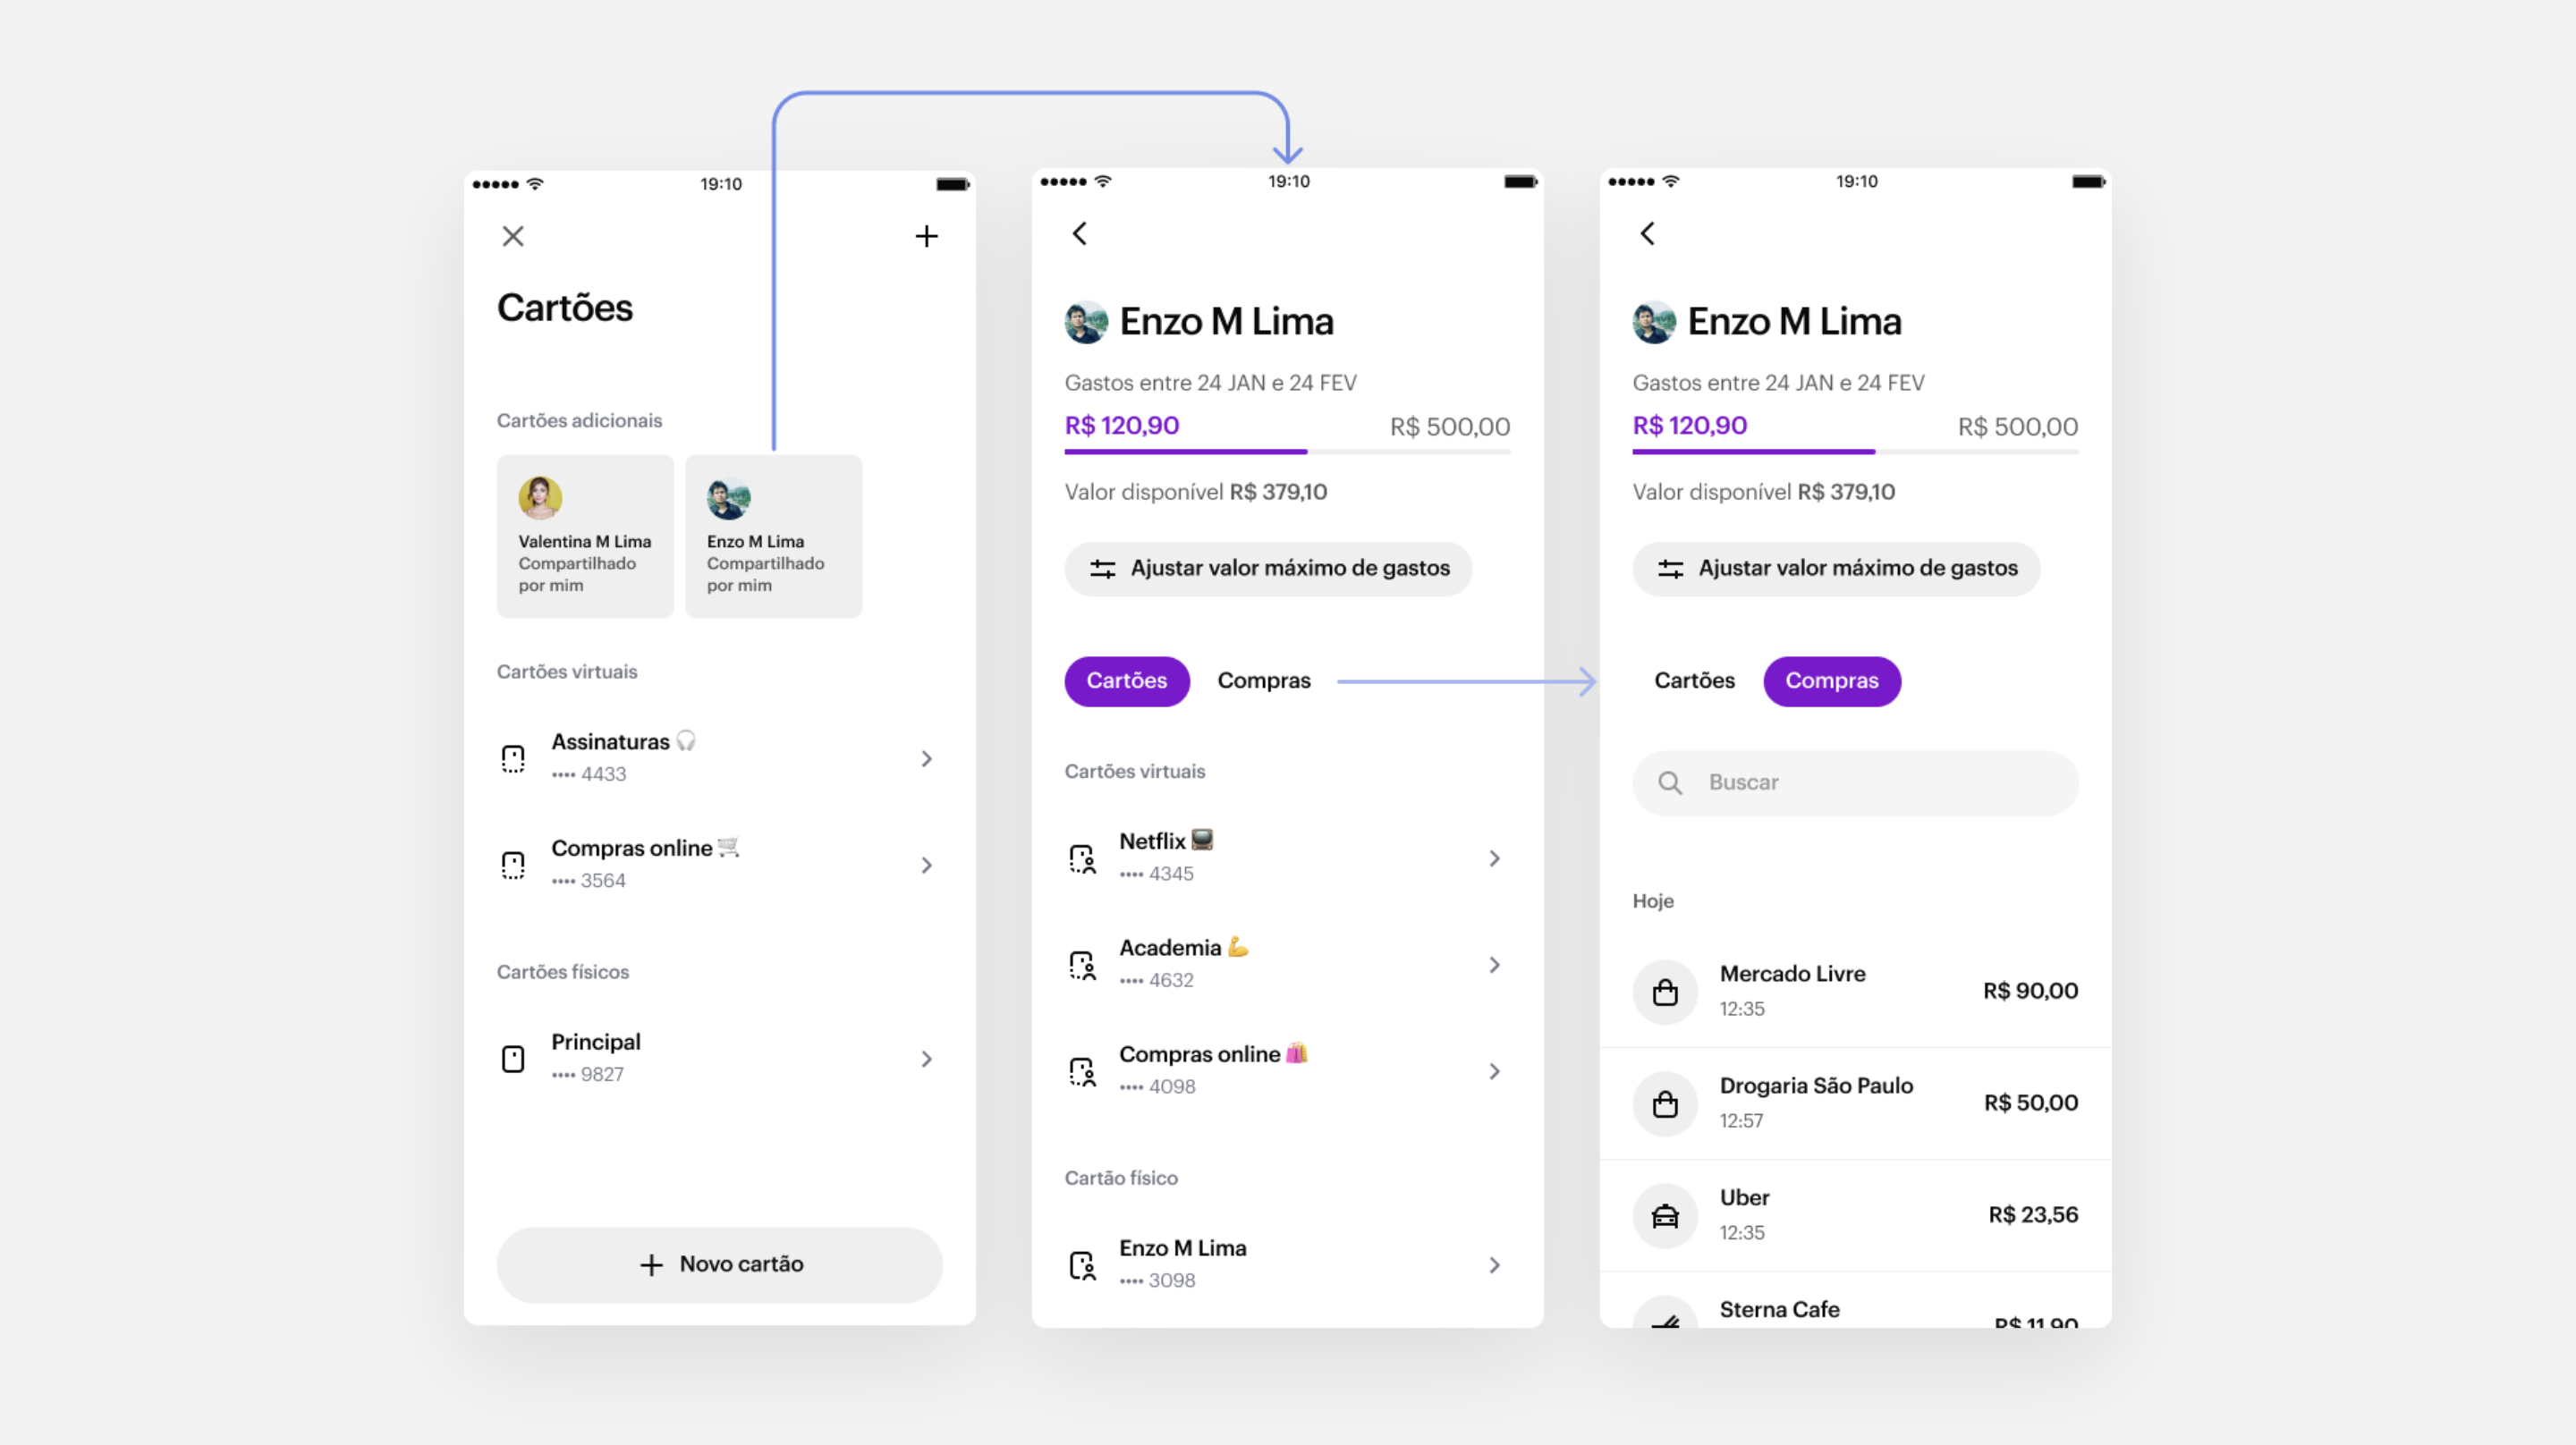 19:10
Cartões
Cartões adicionais
Valentina M Lima
Compartilhado
por mim
Enzo M Lima
Compartilhado
por mim
Cartões virtuais
Assinaturas
•••• 4433
Compras online
•••• 3564
Cartões físicos
Principal
•••• 9827
+ Novo cartão
19:10
Enzo M Lima
Gastos entre 24 JAN e 24 FEV
R$ 120,90 R$ 500,00
Valor disponível R$ 379,10
Ajustar valor máximo de gastos
Cartões Compras
Cartões virtuais
Netflix
•••• 4345
Academia
•••• 4632
Compras online
•••• 4098
Cartão físico
Enzo M Lima
•••• 3098
19:10
Enzo M Lima
Gastos entre 24 JAN e 24 FEV
R$ 120,90 R$ 500,00
Valor disponível R$ 379,10
Ajustar valor máximo de gastos
Cartões Compras
Buscar
Hoje
Mercado Livre
12:35
R$ 90,00
Drogaria São Paulo
12:57
R$ 50,00
Uber
12:35
R$ 23,56
Sterna Cafe
R$ 11,90